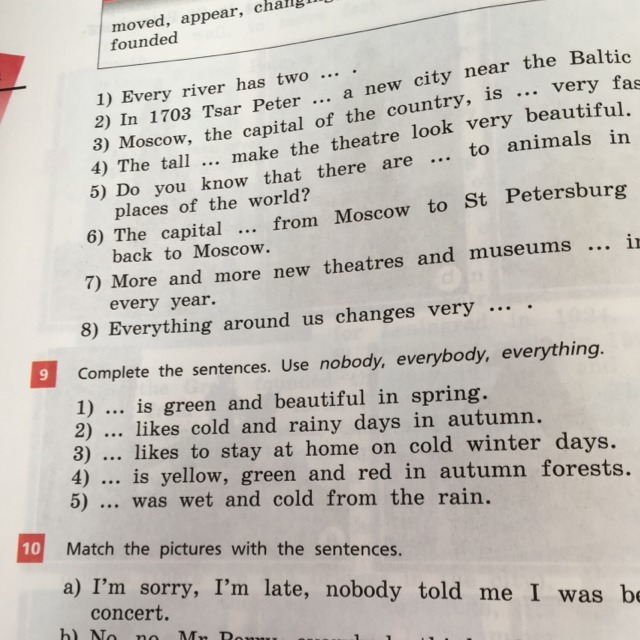 moved, appear,
founded
1) Every river has two ... .
2) In 1703 Tsar Peter ... a new city near the Baltic
3) Moscow, the capital of the country, is ... very
4) The tall ... make the theatre look very beautiful.
5) Do you know that there are ... to animals in
places of the world?
6) The capital ... from Moscow to St Petersburg
back to Moscow.
7) More and more new theatres and museums ...
every year.
8) Everything around us changes very ... .
9 Complete the sentences. Use nobody, everybody, everything.
1) ... is green and beautiful in spring.
2) ... likes cold and rainy days in autumn.
3) ... likes to stay at home on cold winter days.
4) ... is yellow, green and red in autumn forests.
5) ... was wet and cold from the rain.
10 Match the pictures with the sentences.
a) I'm sorry, I'm late, nobody told me I was
concert.
b) No, no, Mr